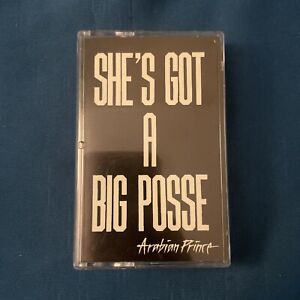 SHE'S GOT
A
BIG POSSE
Arabian Prince